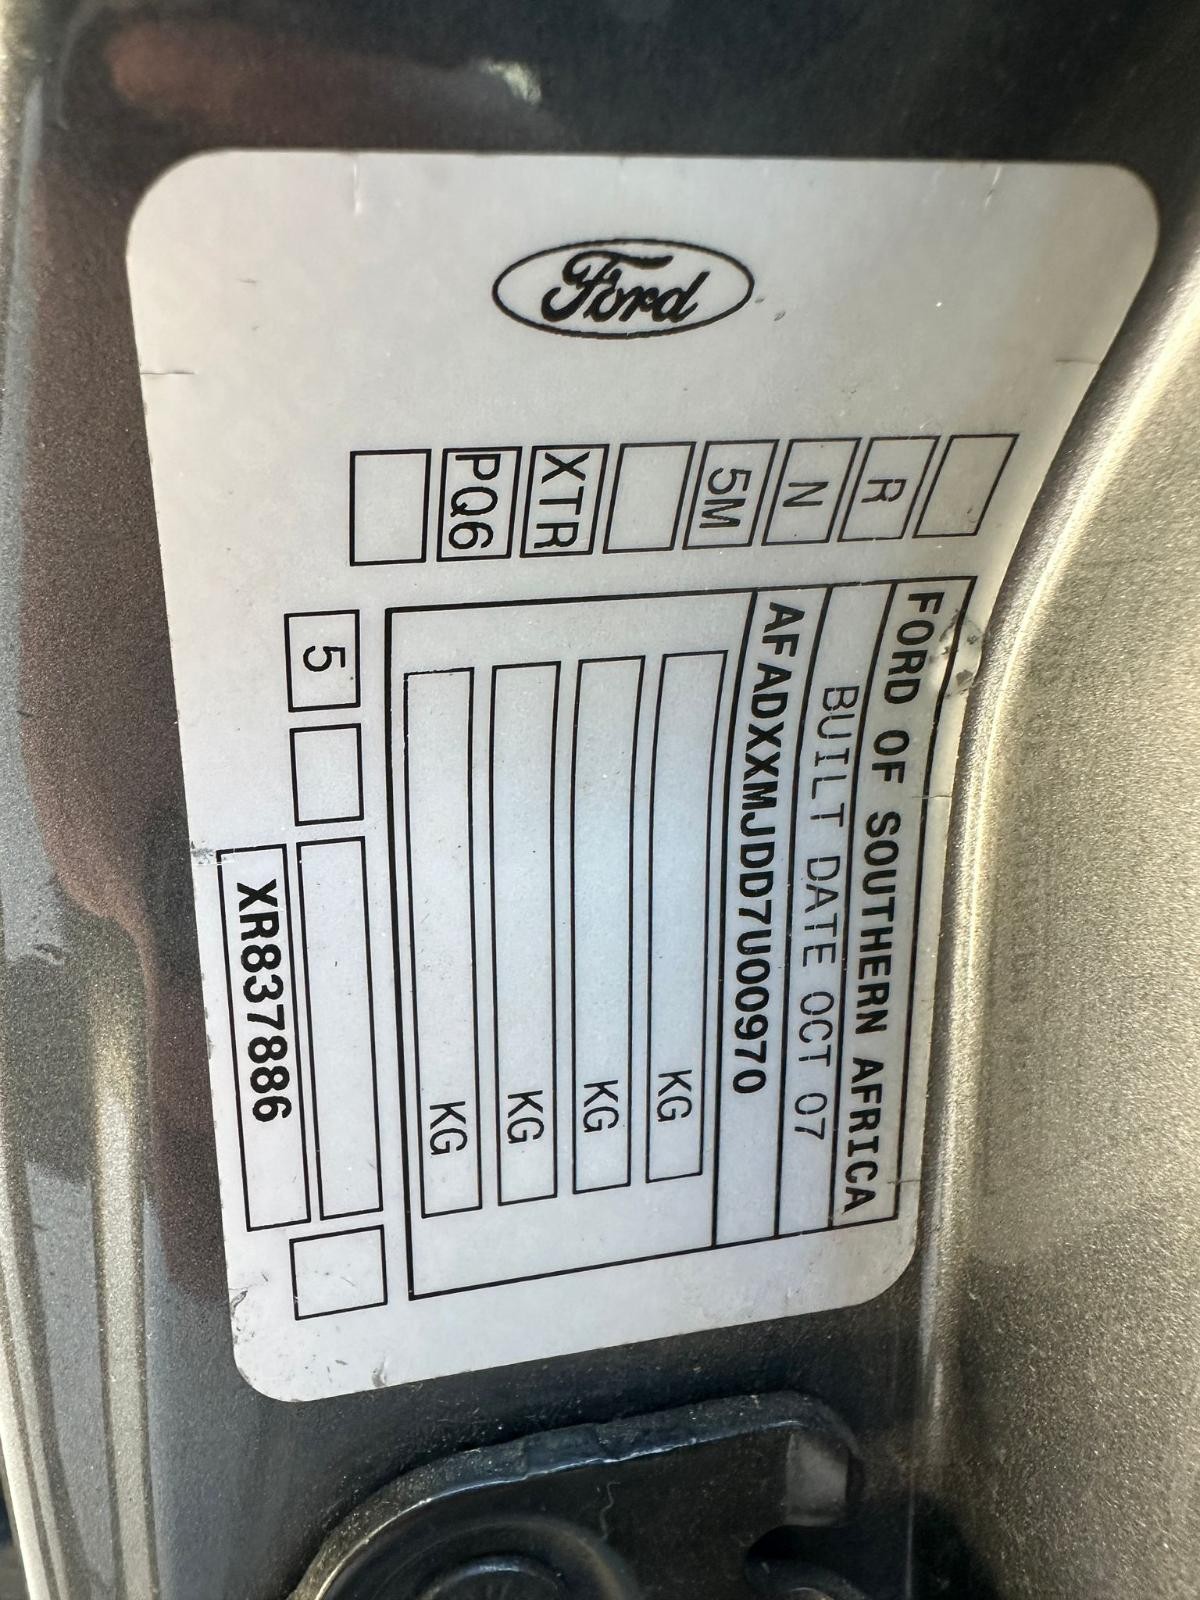 Ford
R
N
5M
XTR
PQ6
FORD OF SOUTHERN AFRICA
BUILT DATE OCT 07
AFADXXMJDD7U00970
KG
KG
KG
KG
5
XR837886